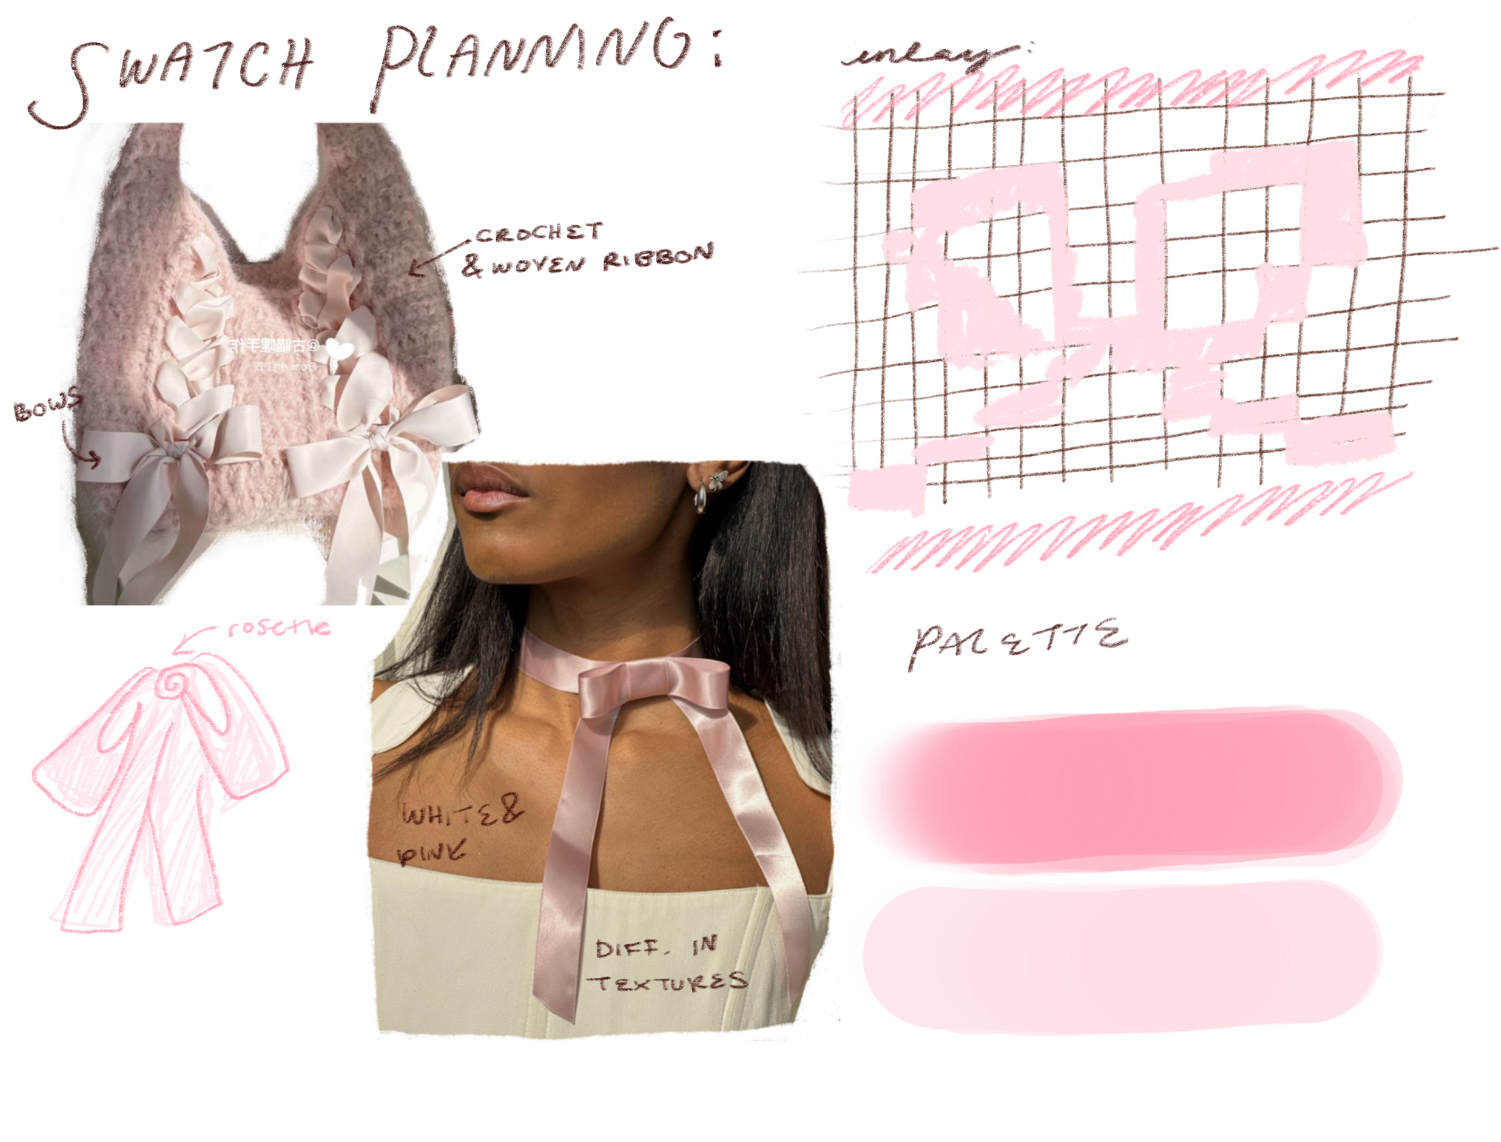 SWATCH PLANNING:
CROCHET
& WOVEN RIBBON
BOWS
inlay:
rosette
WHITE &
PINK
DIFF. IN
TEXTURES
PALETTE